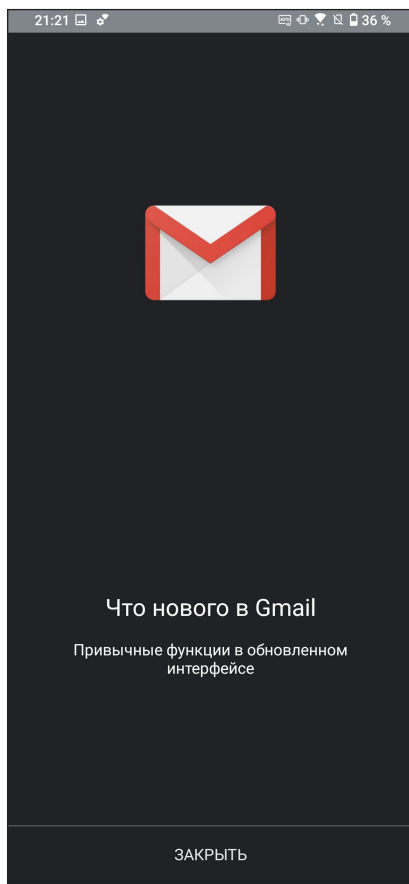 21:21 36 %
Что нового в Gmail
Привычные функции в обновленном
интерфейсе
ЗАКРЫТЬ